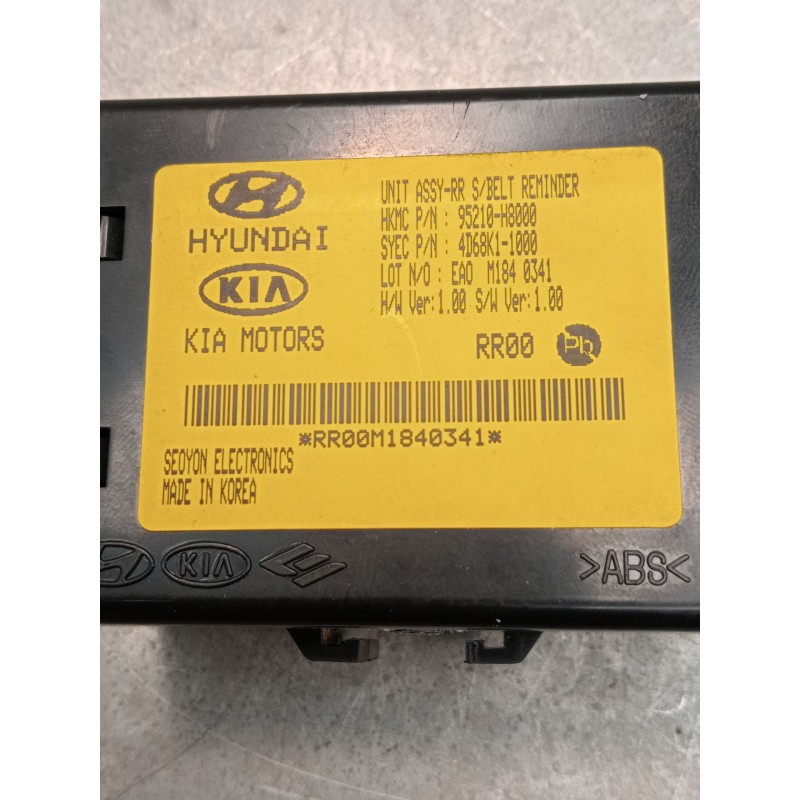 UNIT ASSY-RR S/BELT REMINDER
HKMC P/N : 95210-H8000
SYEC P/N : 4D68K1-1000
LOT N/O : EAO M184 0341
H/W Ver:1.00 S/W Ver:1.00
HYUNDAI
KIA
KIA MOTORS
RR00 Pb
*RR00M1840341*
SEOYON ELECTRONICS
MADE IN KOREA
KIA
>ABS<